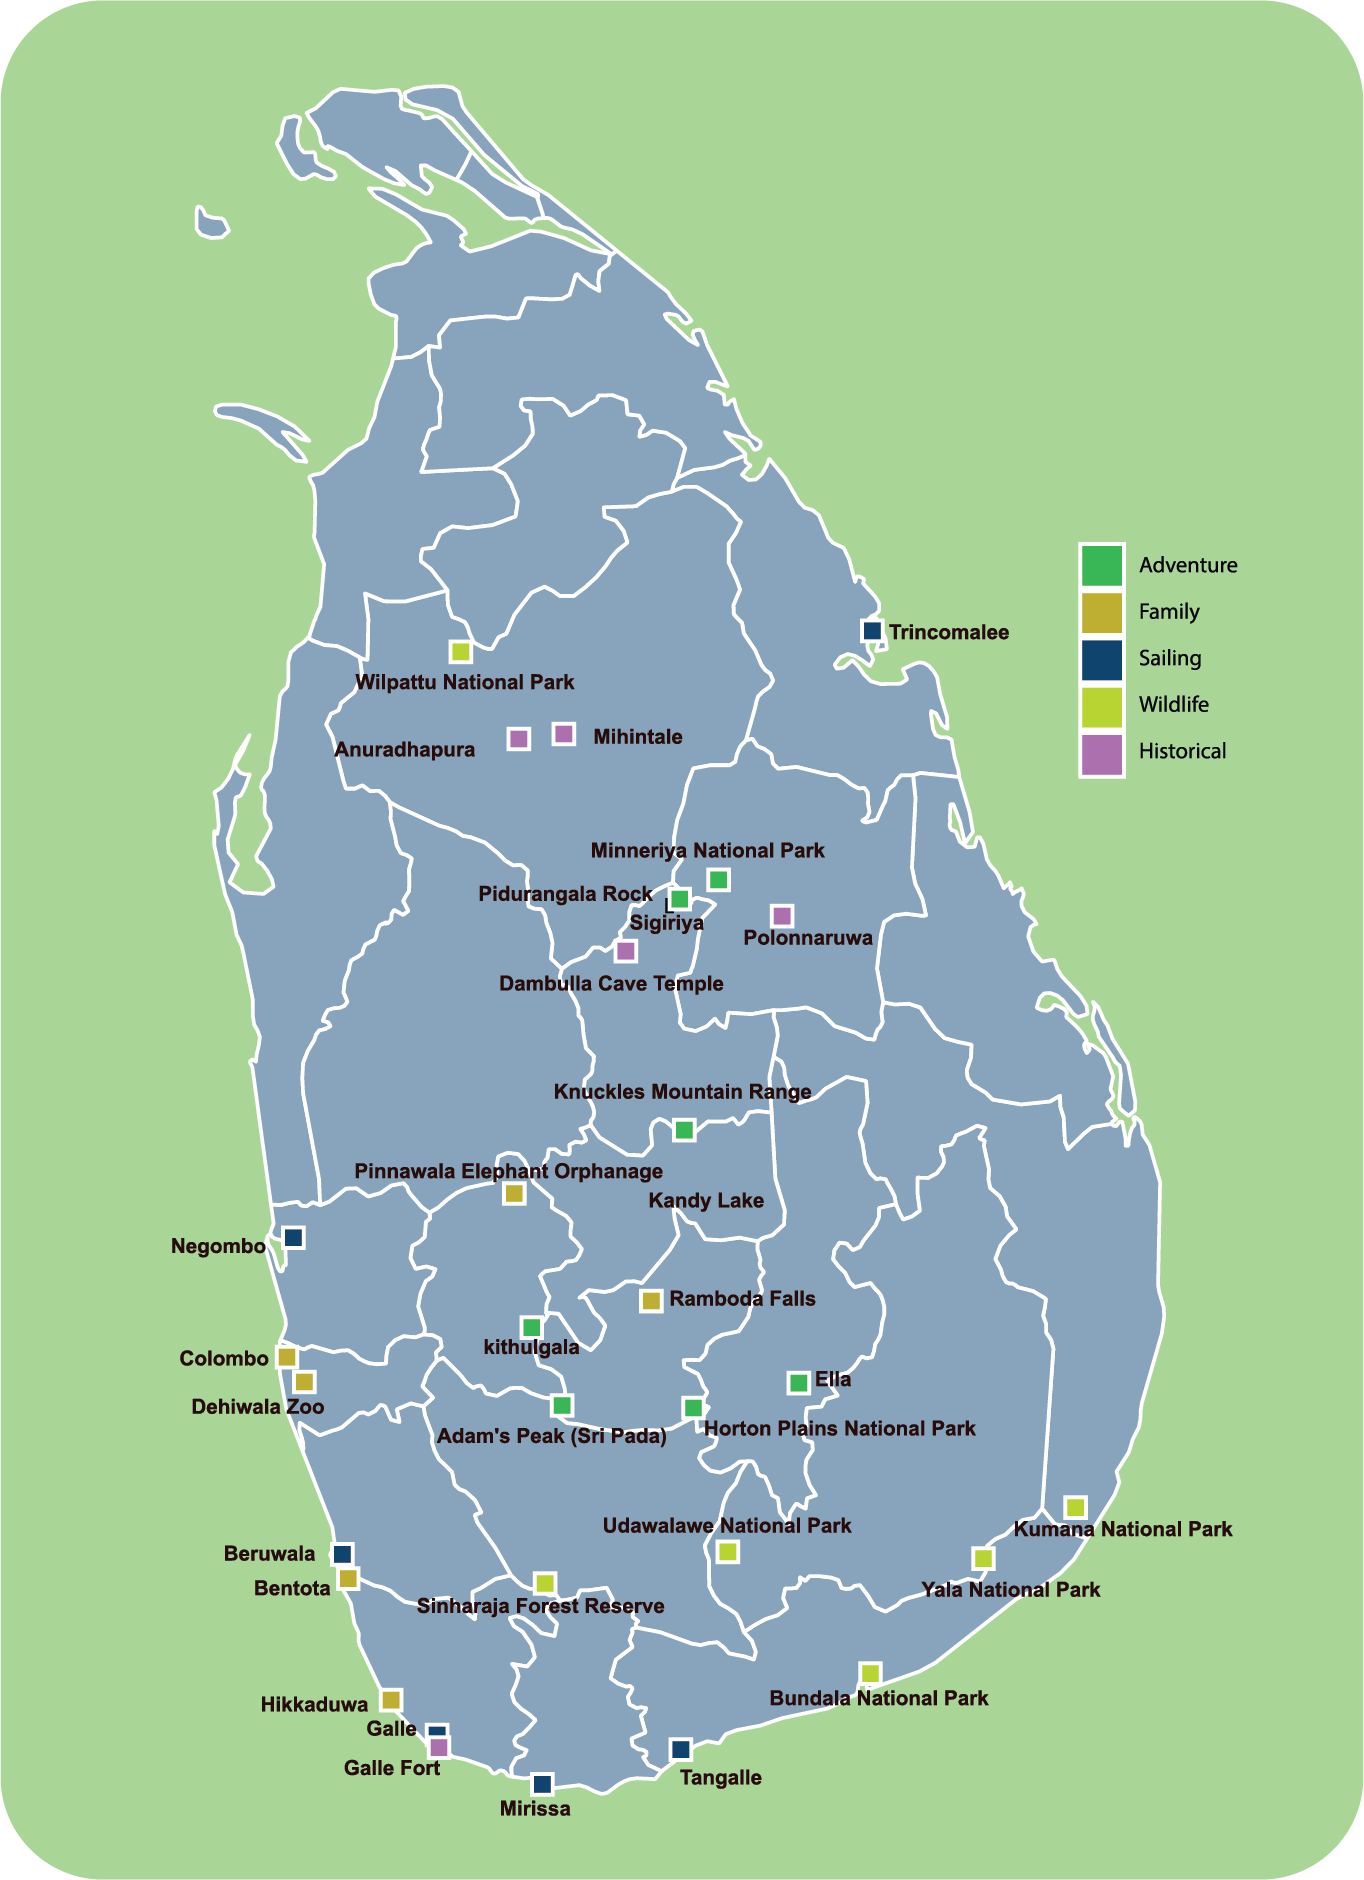 Adventure
Family
Trincomalee
Sailing
Wilpattu National Park
Wildlife
Mihintale
Anuradhapura
Historical
Minneriya National Park
Pidurangala Rock
L
Sigiriya
Polonnaruwa
Dambulla Cave Temple
Knuckles Mountain Range
Pinnawala Elephant Orphanage
Kandy Lake
Negombo
Ramboda Falls
kithulgala
Colombo
Ella
Dehiwala Zoo
Horton Plains National Park
Adam's Peak (Sri Pada)
Udawalawe National Park
Kumana National Park
Beruwala
Bentota
Yala National Park
Sinharaja Forest Reserve
Bundala National Park
Hikkaduwa
Galle
Galle Fort
Tangalle
Mirissa